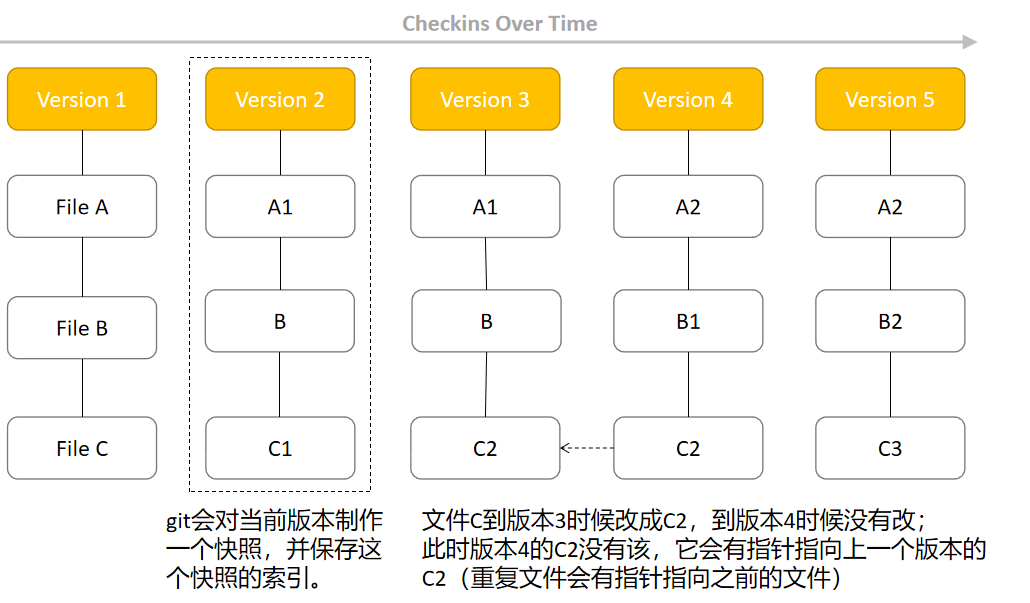 Checkins Over Time
Version 1
Version 2
Version 3
Version 4
Version 5
File A
A1
A1
A2
A2
File B
B
B
B1
B2
File C
C1
C2
C2
C3
git会对当前版本制作
一个快照，并保存这
个快照的索引。
文件C到版本3时候改成C2，到版本4时候没有改；
此时版本4的C2没有该，它会有指针指向上一个版本的
C2（重复文件会有指针指向之前的文件）